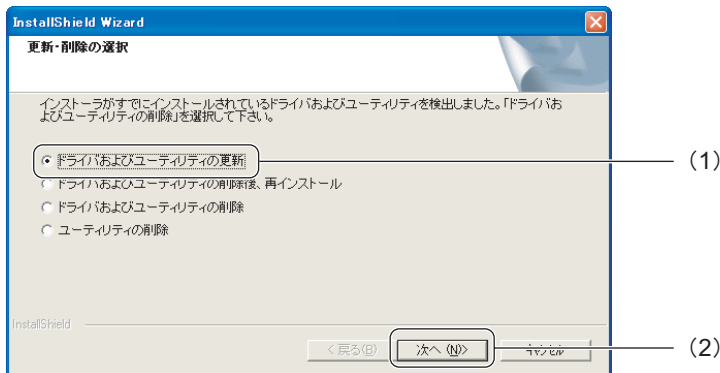 InstallShield Wizard
更新・削除の選択
インストーラがすでにインストールされているドライバおよびユーティリティを検出しました。「ドライバお
よびユーティリティの削除」を選択して下さい。
ドライバおよびユーティリティの更新
(1)
ドライバおよびユーティリティの削除後、再インストール
ドライバおよびユーティリティの削除
ユーティリティの削除
InstallShield
< 戻る(B)
次へ (N)>
キャンセル
(2)